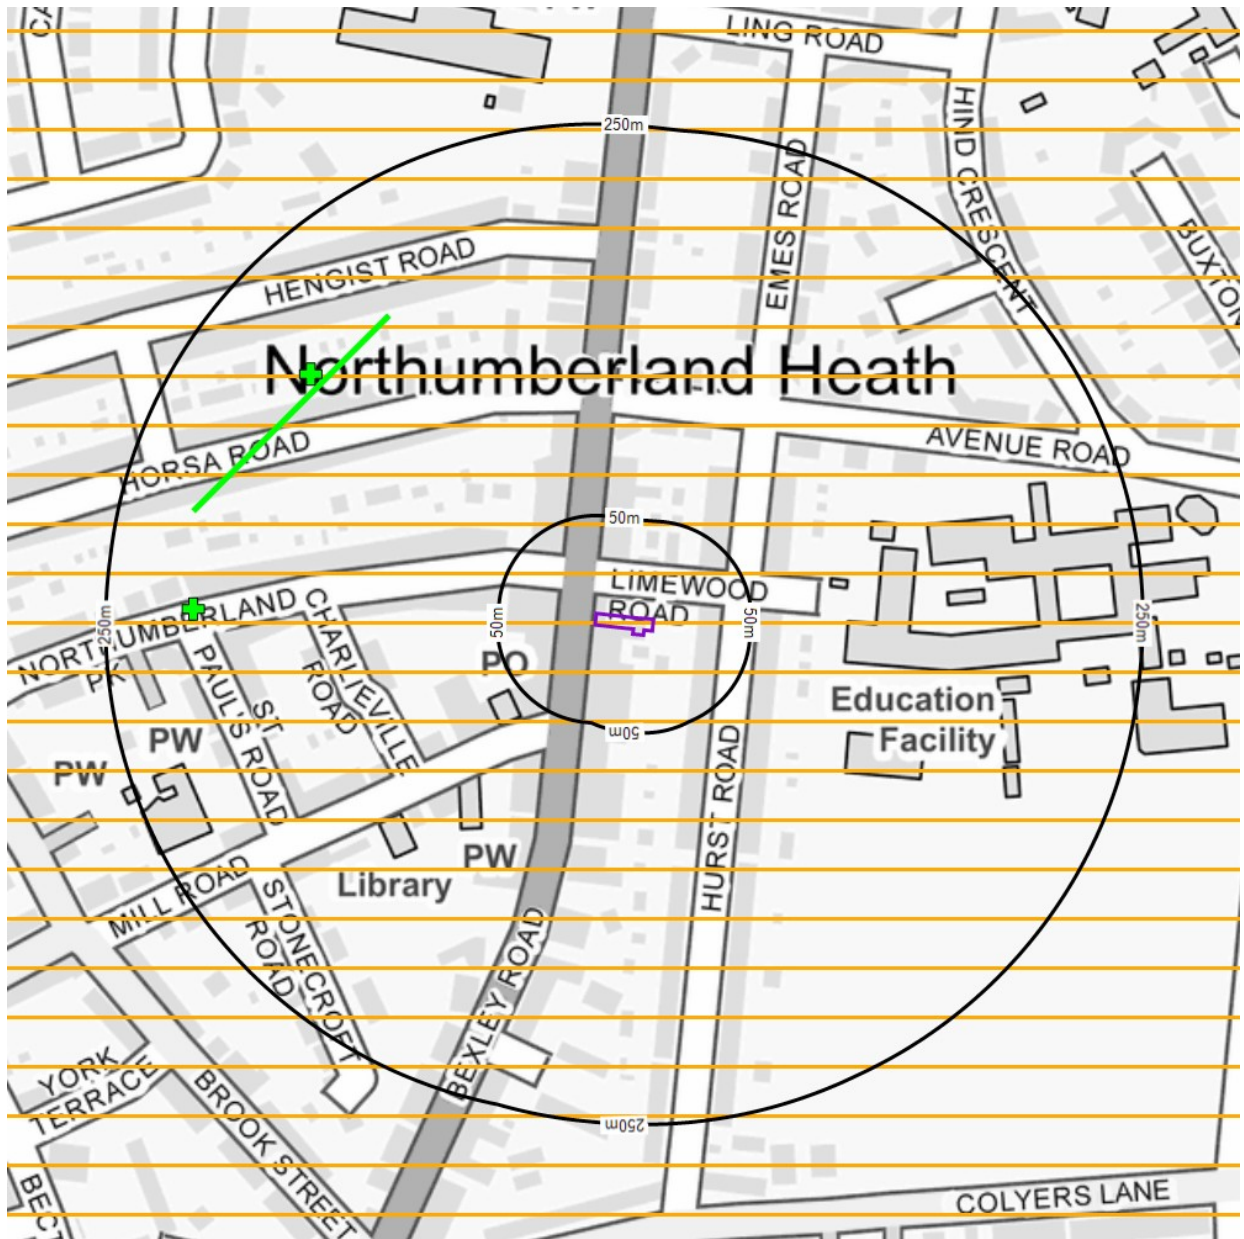 LING ROAD
250m
HIND CRESCENT
EMES ROAD
BUXTON
HENGIST ROAD
Northumberland Heath
AVENUE ROAD
HORSA ROAD
50m
LIMEWOOD
ROAD
50m
50m
250m
250m
NORTHUMBERLAND
PK
CHARLIEVILLE
ROAD
PO
ST
PAUL'S ROAD
Education
Facility
50m
PW
PW
HURST ROAD
PW
Library
MILL ROAD
STONECROFT
ROAD
BEXLEY ROAD
YORK
TERRACE
BROOK STREET
250m
COLYERS LANE